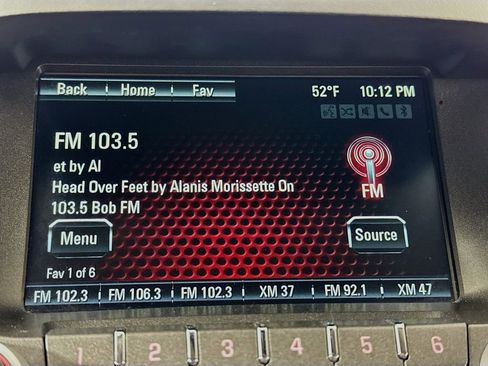 Back Home Fav 52°F 10:12 PM
FM 103.5
et by Al
Head Over Feet by Alanis Morissette On
103.5 Bob FM
FM
Menu Source
Fav 1 of 6
FM 102.3 FM 106.3 FM 102.3 XM 37 FM 92.1 XM 47
1 2 3 4 5 6